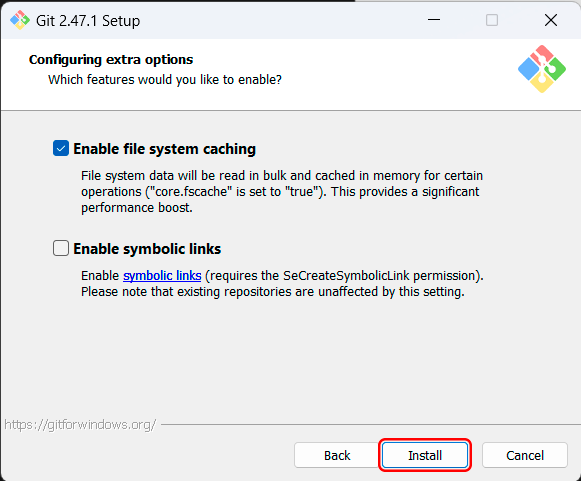 Git 2.47.1 Setup
Configuring extra options
Which features would you like to enable?
Enable file system caching
File system data will be read in bulk and cached in memory for certain
operations ("core.fscache" is set to "true"). This provides a significant
performance boost.
Enable symbolic links
Enable symbolic links (requires the SeCreateSymbolicLink permission).
Please note that existing repositories are unaffected by this setting.
https://gitforwindows.org/
Back Install Cancel